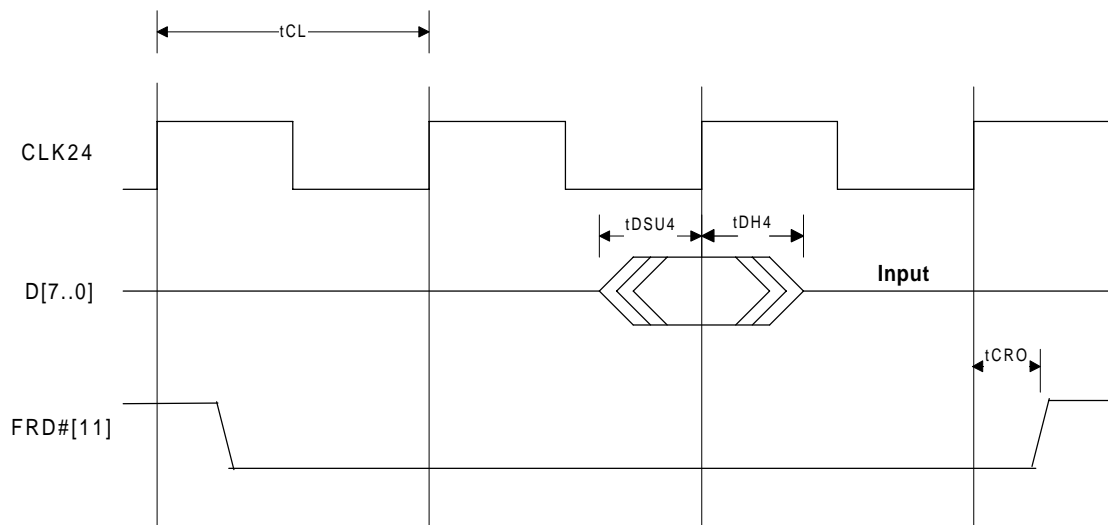 tCL
CLK24
tDSU4
tDH4
D[7..0]
Input
tCRO
FRD#[11]